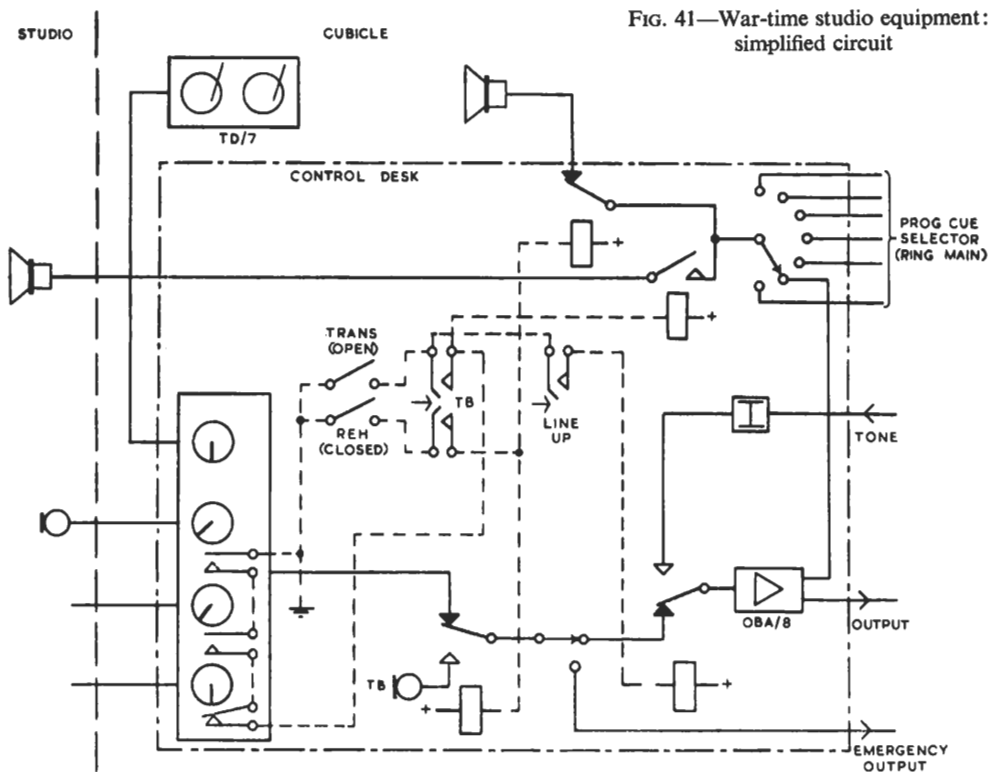 FIG. 41—War-time studio equipment:
simplified circuit
STUDIO
CUBICLE
TD/7
CONTROL DESK
+
PROG CUE
SELECTOR
(RING MAIN)
+
TRANS
(OPEN)
TB
REH
(CLOSED)
LINE
UP
TONE
OBA/8
OUTPUT
TB
+
+
EMERGENCY
OUTPUT